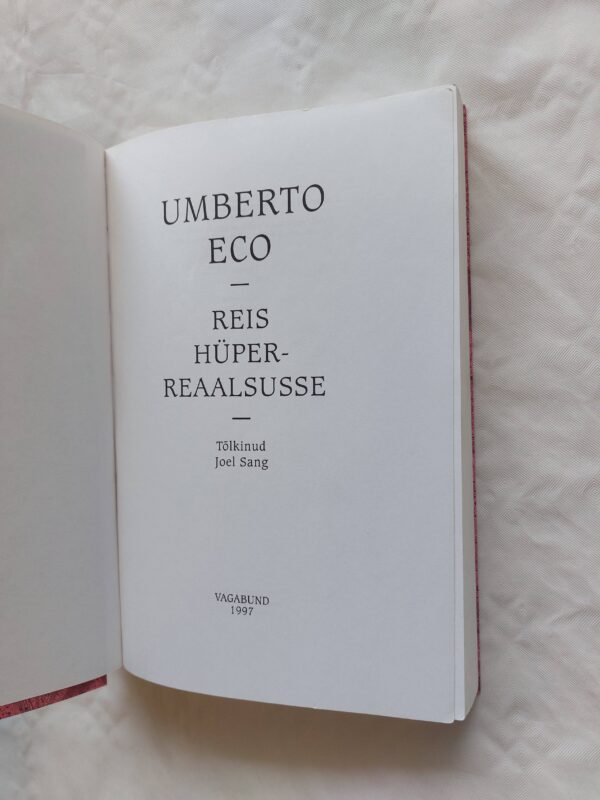 UMBERTO
ECO
—
REIS
HÜPER-
REAALSUSSE
—
Tõlkinud
Joel Sang
VAGABUND
1997